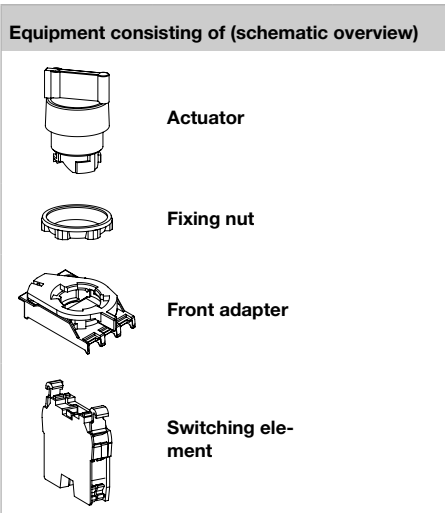 Equipment consisting of (schematic overview)
Actuator
Fixing nut
Front adapter
Switching ele-
ment